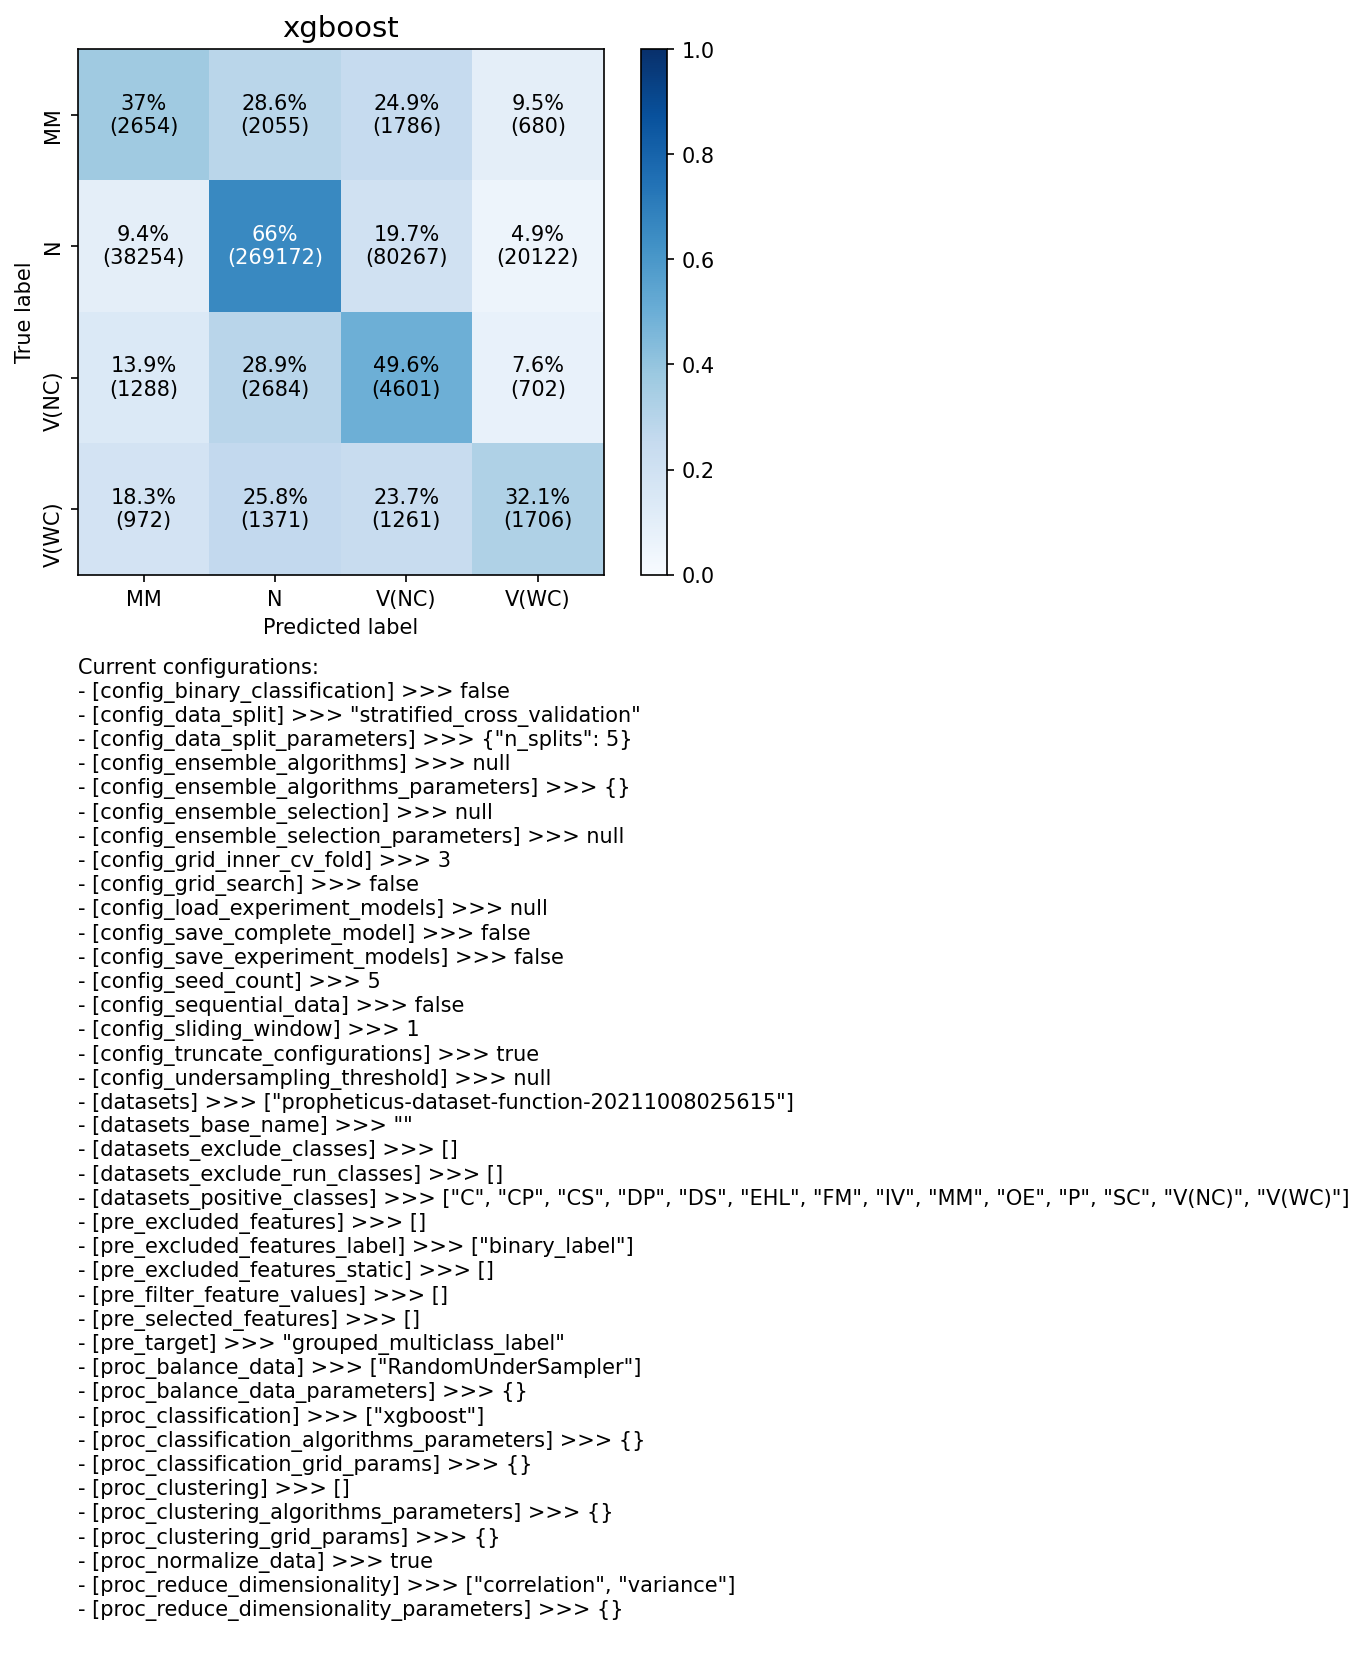 xgboost
37% 28.6% 24.9% 9.5%
(2654) (2055) (1786) (680)
9.4% 66% 19.7% 4.9%
(38254) (269172) (80267) (20122)
13.9% 28.9% 49.6% 7.6%
(1288) (2684) (4601) (702)
18.3% 25.8% 23.7% 32.1%
(972) (1371) (1261) (1706)
MM
N
V(NC)
V(WC)
True label
MM N V(NC) V(WC)
Predicted label
1.0
0.8
0.6
0.4
0.2
0.0
Current configurations:
- [config_binary_classification] >>> false
- [config_data_split] >>> "stratified_cross_validation"
- [config_data_split_parameters] >>> {"n_splits": 5}
- [config_ensemble_algorithms] >>> null
- [config_ensemble_algorithms_parameters] >>> {}
- [config_ensemble_selection] >>> null
- [config_ensemble_selection_parameters] >>> null
- [config_grid_inner_cv_fold] >>> 3
- [config_grid_search] >>> false
- [config_load_experiment_models] >>> null
- [config_save_complete_model] >>> false
- [config_save_experiment_models] >>> false
- [config_seed_count] >>> 5
- [config_sequential_data] >>> false
- [config_sliding_window] >>> 1
- [config_truncate_configurations] >>> true
- [config_undersampling_threshold] >>> null
- [datasets] >>> ["propheticus-dataset-function-20211008025615"]
- [datasets_base_name] >>> ""
- [datasets_exclude_classes] >>> []
- [datasets_exclude_run_classes] >>> []
- [datasets_positive_classes] >>> ["C", "CP", "CS", "DP", "DS", "EHL", "FM", "IV", "MM", "OE", "P", "SC", "V(NC)", "V(WC)"]
- [pre_excluded_features] >>> []
- [pre_excluded_features_label] >>> ["binary_label"]
- [pre_excluded_features_static] >>> []
- [pre_filter_feature_values] >>> []
- [pre_selected_features] >>> []
- [pre_target] >>> "grouped_multiclass_label"
- [proc_balance_data] >>> ["RandomUnderSampler"]
- [proc_balance_data_parameters] >>> {}
- [proc_classification] >>> ["xgboost"]
- [proc_classification_algorithms_parameters] >>> {}
- [proc_classification_grid_params] >>> {}
- [proc_clustering] >>> []
- [proc_clustering_algorithms_parameters] >>> {}
- [proc_clustering_grid_params] >>> {}
- [proc_normalize_data] >>> true
- [proc_reduce_dimensionality] >>> ["correlation", "variance"]
- [proc_reduce_dimensionality_parameters] >>> {}